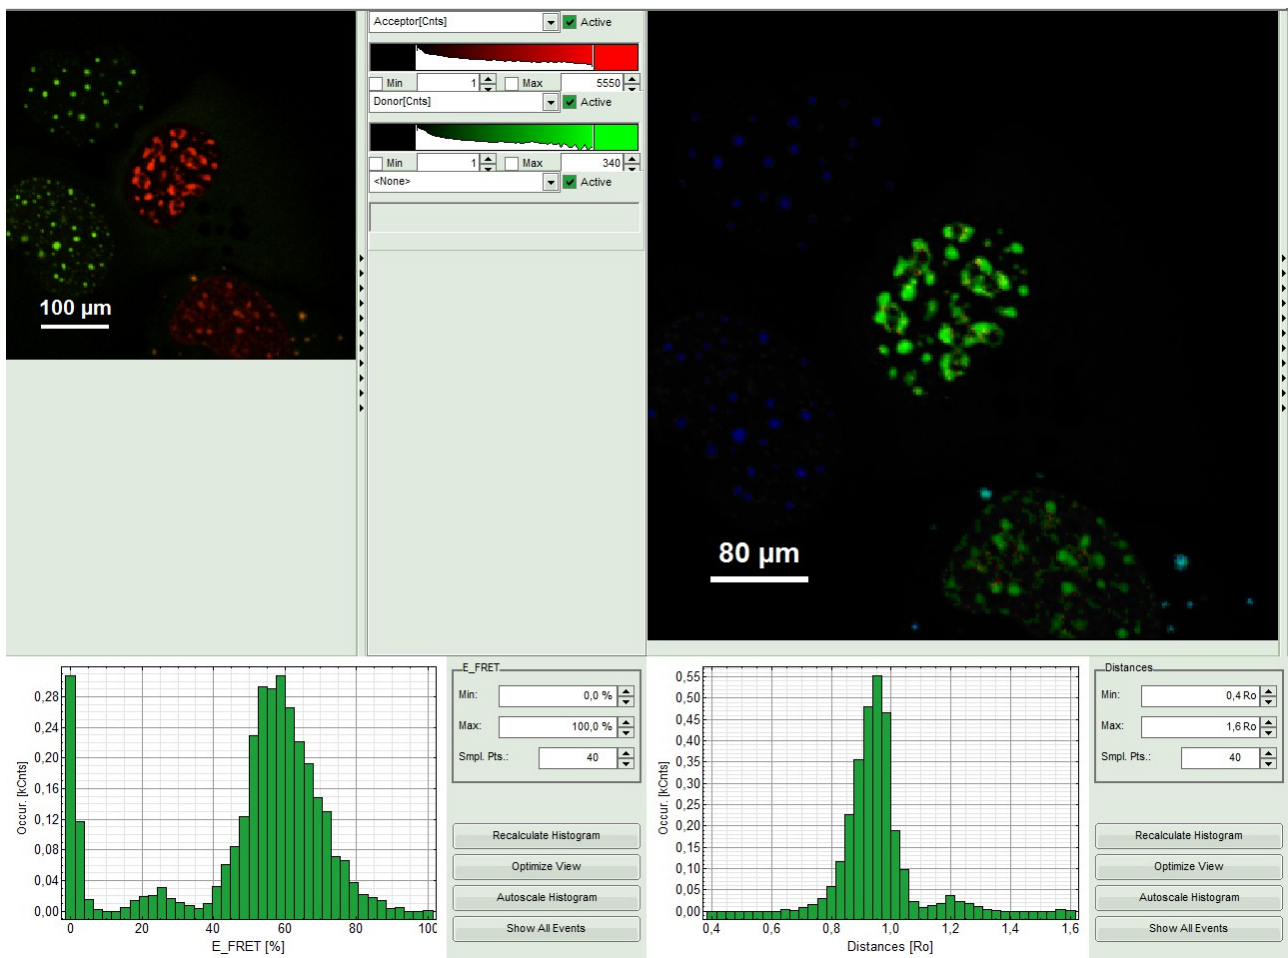 Acceptor[Cnts]
Active
Min 1 Max 5550
Donor[Cnts]
Active
Min 1 Max 340
<None>
Active
100 µm
80 µm
0,28
0,24
0,20
0,16
0,12
0,08
0,04
0,00
Occur. [kCnts]
0 20 40 60 80 100
E_FRET [%]
E_FRET
Min: 0,0 %
Max: 100,0 %
Smpl. Pts.: 40
Recalculate Histogram
Optimize View
Autoscale Histogram
Show All Events
0,55
0,50
0,45
0,40
0,35
0,30
0,25
0,20
0,15
0,10
0,05
0,00
Occur. [kCnts]
0,4 0,6 0,8 1,0 1,2 1,4 1,6
Distances [Ro]
Distances
Min: 0,4 Ro
Max: 1,6 Ro
Smpl. Pts.: 40
Recalculate Histogram
Optimize View
Autoscale Histogram
Show All Events